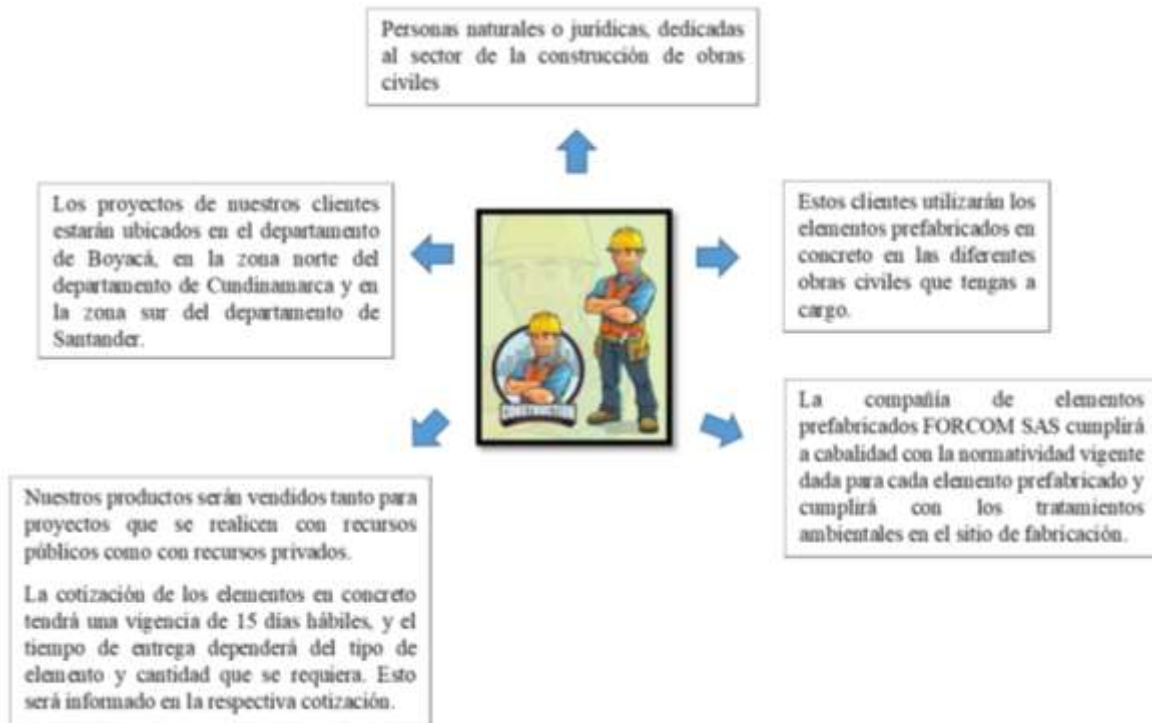 Personas naturales o jurídicas, dedicadas
al sector de la construcción de obras
civiles
Los proyectos de nuestros clientes
estarán ubicados en el departamento
de Boyacá, en la zona norte del
departamento de Cundinamarca y en
la zona sur del departamento de
Santander.
Estos clientes utilizarán los
elementos prefabricados en
concreto en las diferentes
obras civiles que tengas a
cargo.
CONSTRUCTION
La compañía de elementos
prefabricados FORCOM SAS cumplirá
a cabalidad con la normatividad vigente
dada para cada elemento prefabricado y
cumplirá con los tratamientos
ambientales en el sitio de fabricación.
Nuestros productos serán vendidos tanto para
proyectos que se realicen con recursos
públicos como con recursos privados.
La cotización de los elementos en concreto
tendrá una vigencia de 15 días hábiles, y el
tiempo de entrega dependerá del tipo de
elemento y cantidad que se requiera. Esto
será informado en la respectiva cotización.